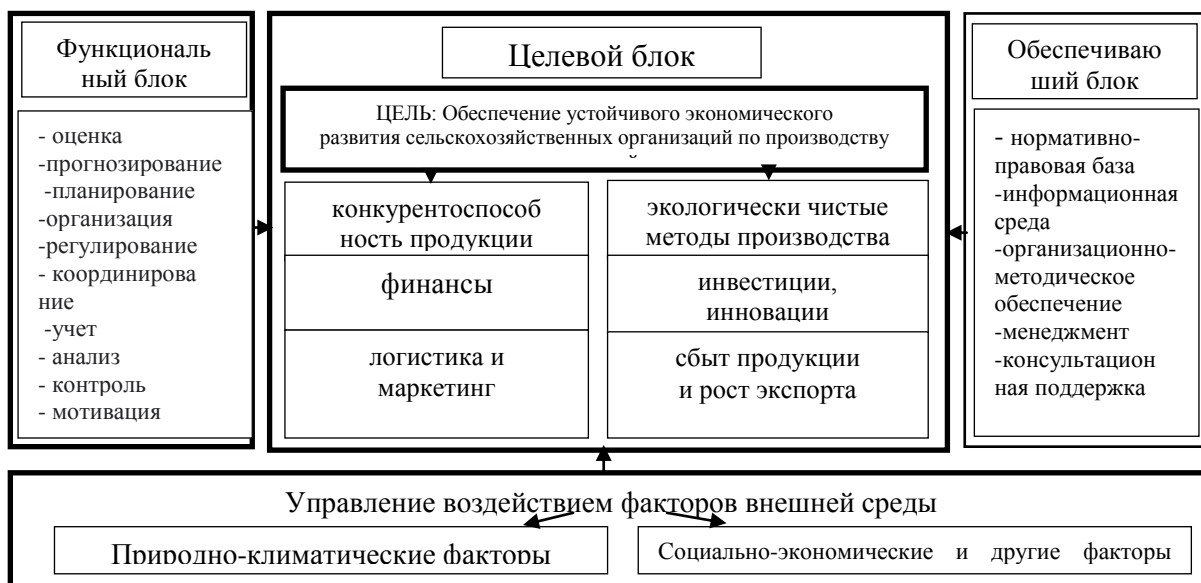 Функциональ
ный блок
- оценка
-прогнозирование
-планирование
-организация
-регулирование
- координирова
ние
-учет
- анализ
- контроль
- мотивация
Целевой блок
ЦЕЛЬ: Обеспечение устойчивого экономического
развития сельскохозяйственных организаций по производству
конкурентоспособ
ность продукции
финансы
логистика и
маркетинг
экологически чистые
методы производства
инвестиции,
инновации
сбыт продукции
и рост экспорта
Обеспечиваю
ший блок
- нормативно-
правовая база
-информационная
среда
-организационно-
методическое
обеспечение
-менеджмент
-консультацион
ная поддержка
Управление воздействием факторов внешней среды
Природно-климатические факторы
Социально-экономические и другие факторы